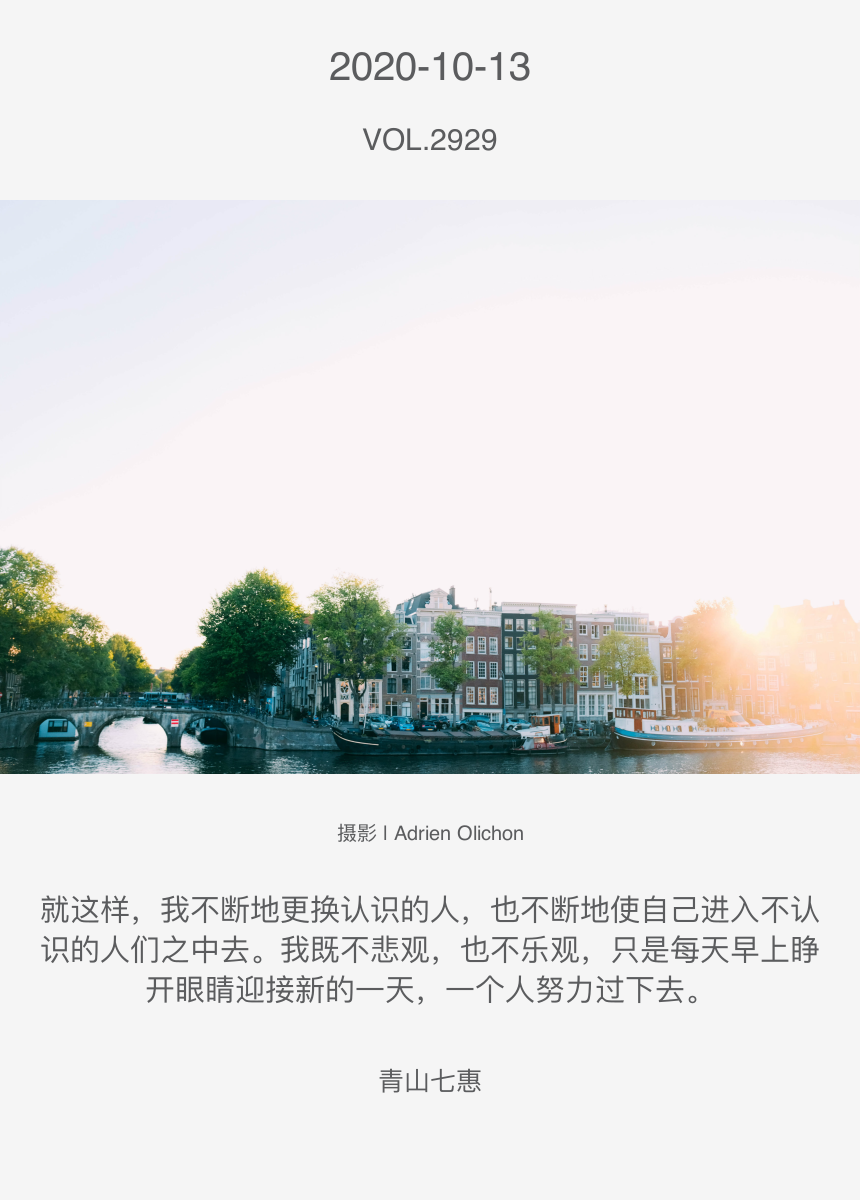 2020-10-13
VOL.2929
摄影 | Adrien Olichon
就这样，我不断地更换认识的人，也不断地使自己进入不认
识的人们之中去。我既不悲观，也不乐观，只是每天早上睁
开眼睛迎接新的一天，一个人努力过下去。
青山七惠